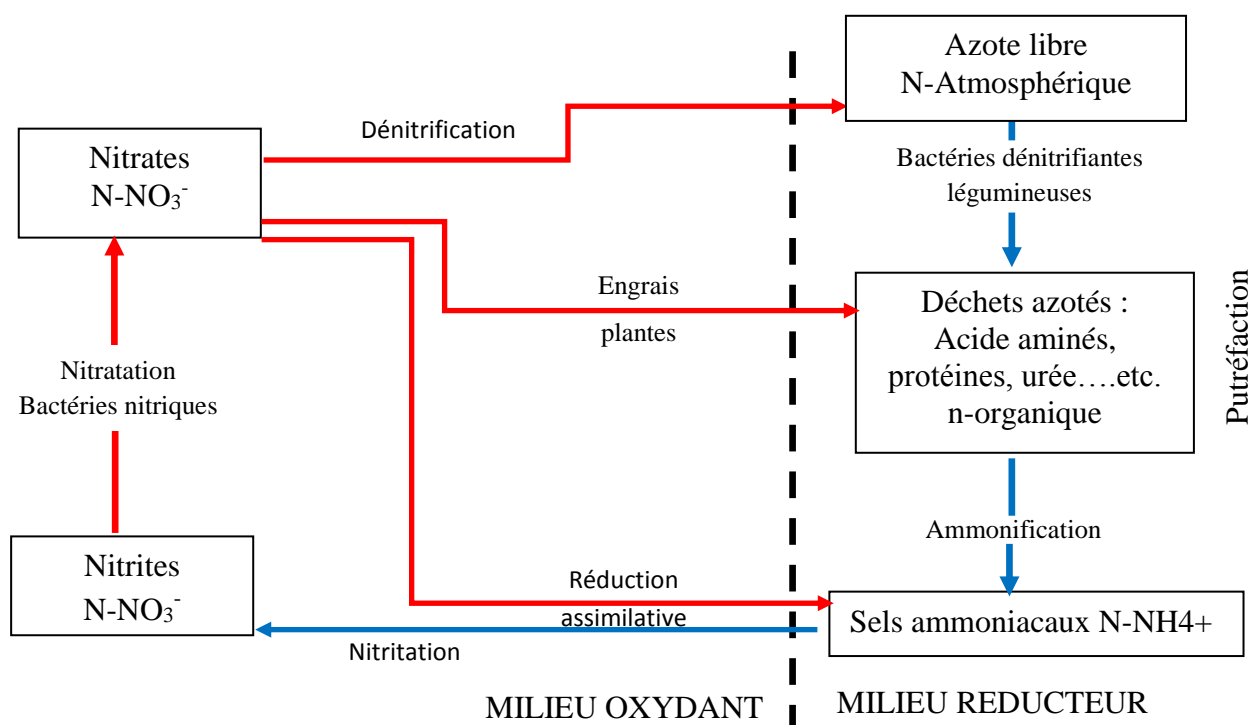 Azote libre
N-Atmosphérique
Dénitrification
Nitrates
N-NO₃⁻
Bactéries dénitrifiantes
légumineuses
Engrais
plantes
Déchets azotés :
Acide aminés,
protéines, urée….etc.
n-organique
Putréfaction
Nitratation
Bactéries nitriques
Ammonification
Nitrites
N-NO₃⁻
Réduction
assimilative
Sels ammoniacaux N-NH4+
Nitritation
MILIEU OXYDANT
MILIEU REDUCTEUR